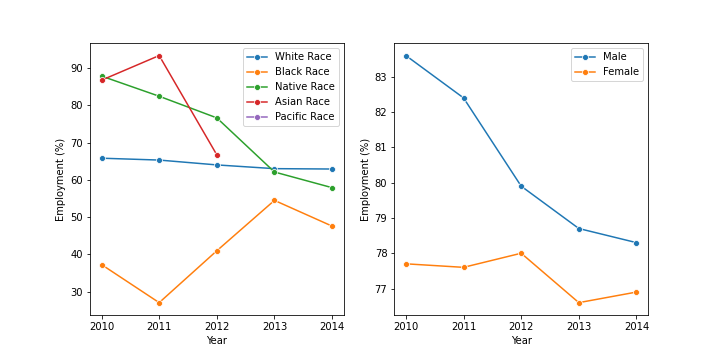 White Race
Black Race
Native Race
Asian Race
Pacific Race
90
80
70
60
50
40
30
Employment (%)
2010 2011 2012 2013 2014
Year
Male
Female
83
82
81
80
79
78
77
Employment (%)
2010 2011 2012 2013 2014
Year